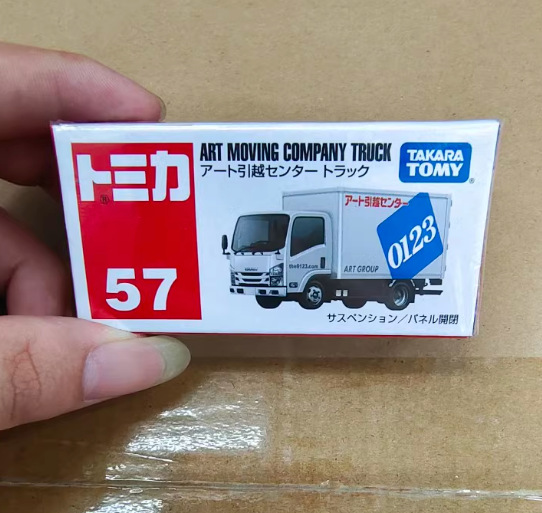 トミカ®
57
ART MOVING COMPANY TRUCK
アート引越センター トラック
TAKARA
TOMY®
アート引越センター
0123
ISUZU
the0123.com
ART GROUP
サスペンション／パネル開閉